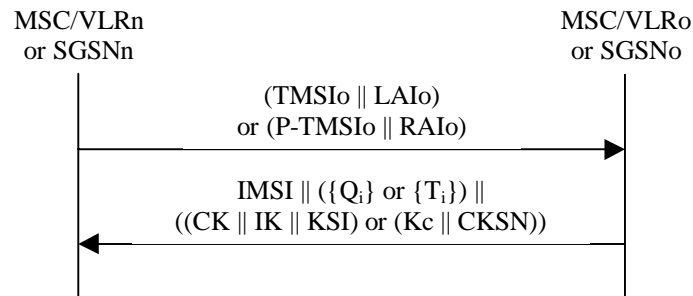 MSC/VLRn
or SGSNn
MSC/VLRo
or SGSNo
(TMSIo || LAIo)
or (P-TMSIo || RAIo)
IMSI || ({Qi} or {Ti}) ||
((CK || IK || KSI) or (Kc || CKSN))